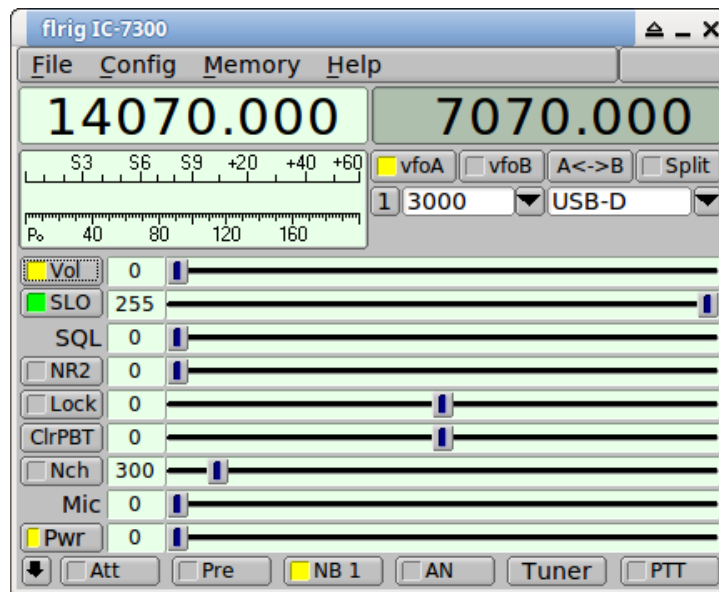 flrig IC-7300
File Config Memory Help
14070.000 7070.000
S3 S6 S9 +20 +40 +60 vfoA vfoB A<->B Split
1 3000 USB-D
Po 40 80 120 160
Vol 0
SLO 255
SQL 0
NR2 0
Lock 0
ClrPBT 0
Nch 300
Mic 0
Pwr 0
Att Pre NB 1 AN Tuner PTT